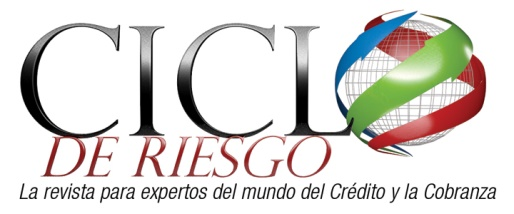 CICLO
DE RIESGO
La revista para expertos del mundo del Crédito y la Cobranza